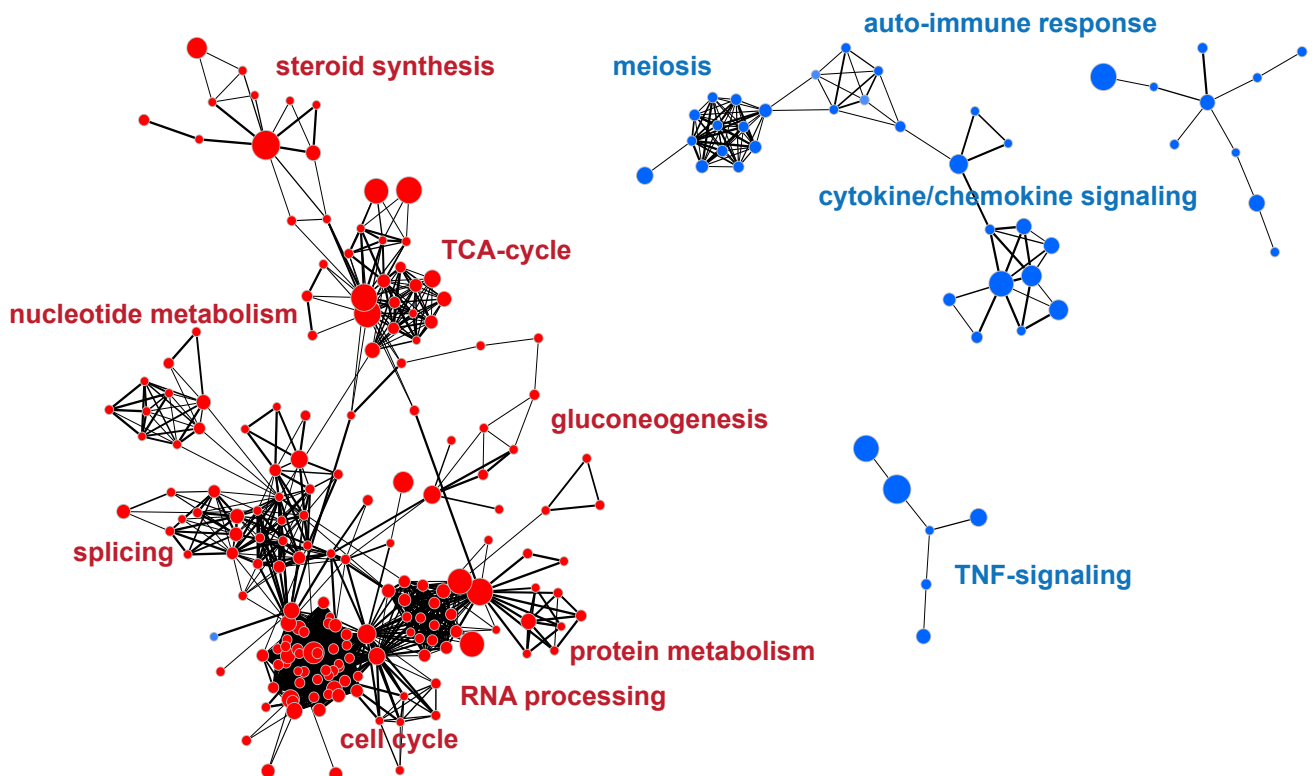 auto-immune response
steroid synthesis
meiosis
cytokine/chemokine signaling
TCA-cycle
nucleotide metabolism
gluconeogenesis
splicing
TNF-signaling
protein metabolism
RNA processing
cell cycle